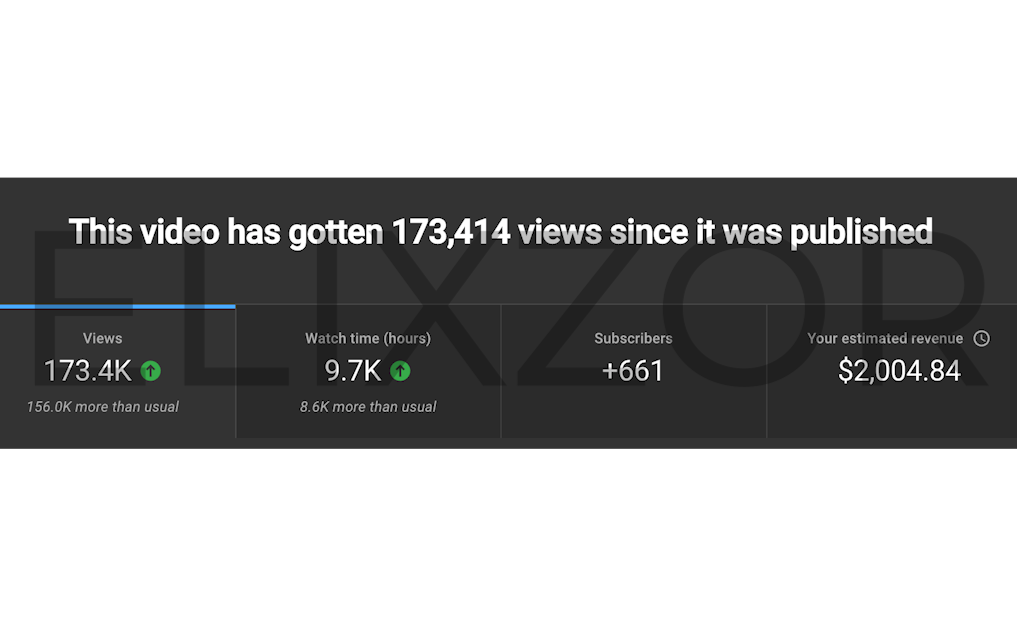 This video has gotten 173,414 views since it was published
FLIXZOR
Views
173.4K
156.0K more than usual
Watch time (hours)
9.7K
8.6K more than usual
Subscribers
+661
Your estimated revenue
$2,004.84